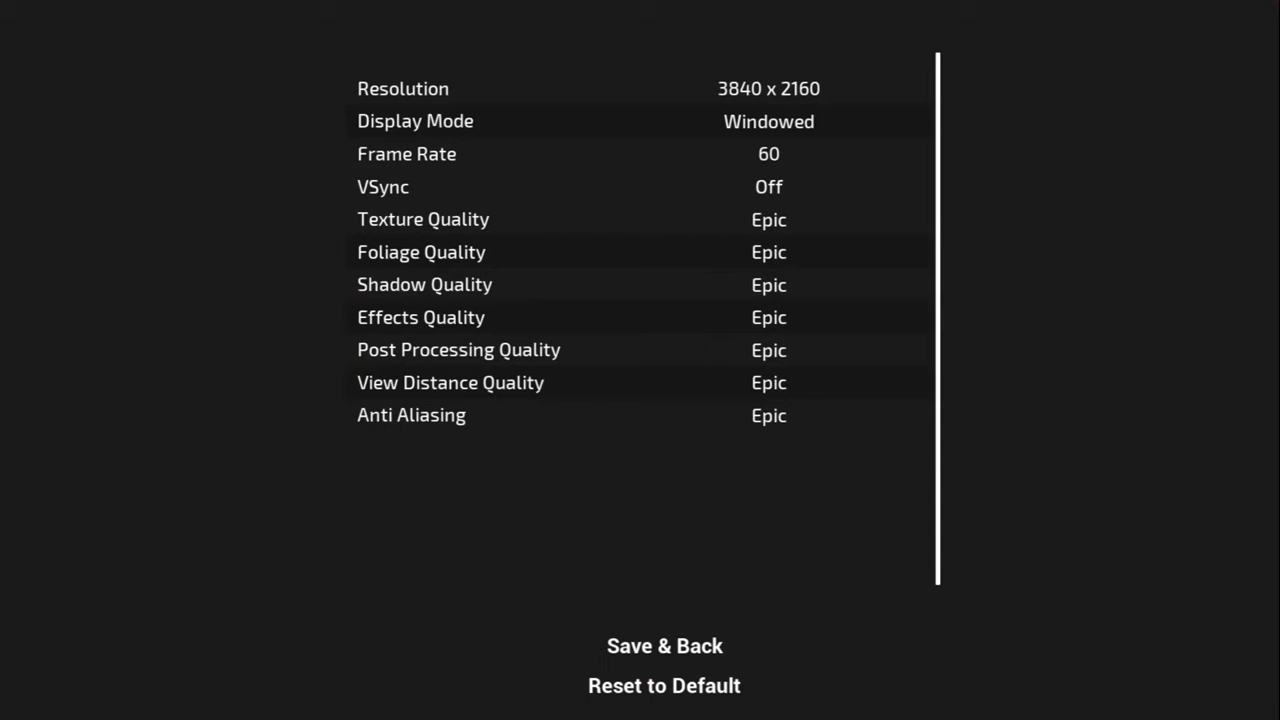 Resolution 3840 x 2160
Display Mode Windowed
Frame Rate 60
VSync Off
Texture Quality Epic
Foliage Quality Epic
Shadow Quality Epic
Effects Quality Epic
Post Processing Quality Epic
View Distance Quality Epic
Anti Aliasing Epic
Save & Back
Reset to Default